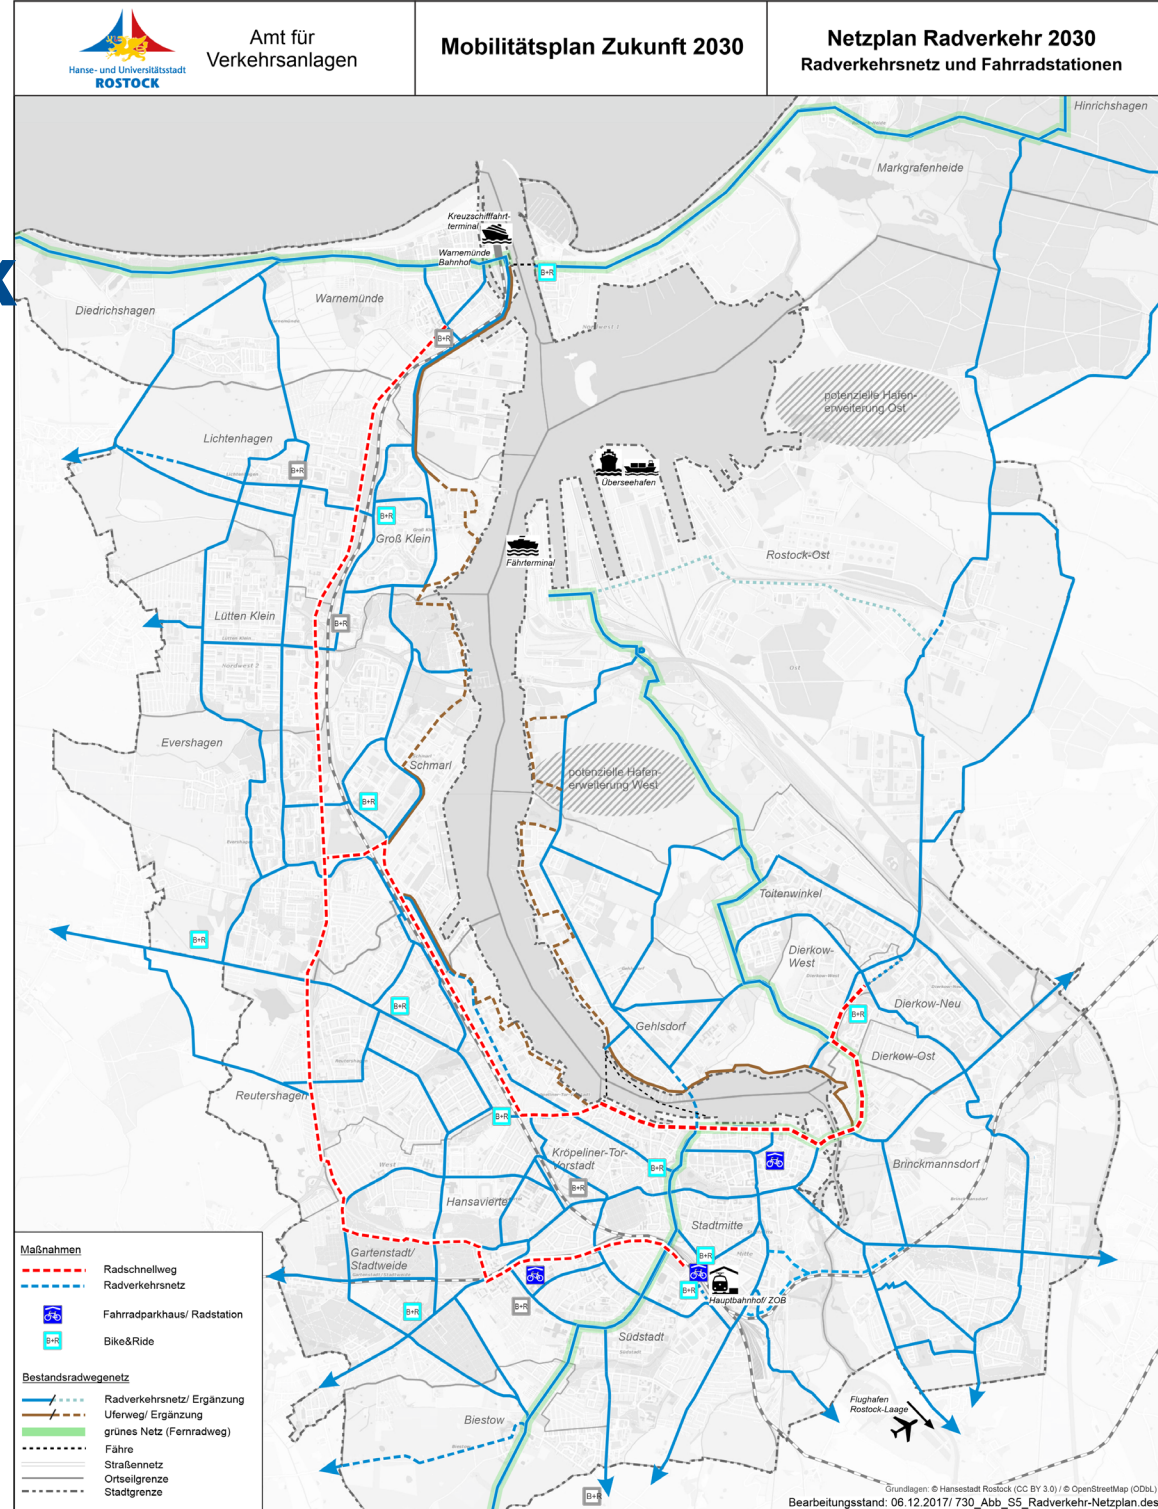 Hanse- und Universitätsstadt
ROSTOCK
Amt für
Verkehrsanlagen
Mobilitätsplan Zukunft 2030
Netzplan Radverkehr 2030
Radverkehrsnetz und Fahrradstationen
Hinrichshagen
Markgrafenheide
Kreuzschifffahrt-
terminal
Warnemünde
Bahnhof
B+R
Diedrichshagen
Warnemünde
B+R
potenzielle Hafen-
erweiterung Ost
Lichtenhagen
B+R
Überseehafen
B+R
Groß Klein
Fährterminal
Rostock-Ost
Lütten Klein
B+R
Evershagen
Schmarl
potenzielle Hafen-
erweiterung West
B+R
Toitenwinkel
B+R
Dierkow-
West
B+R
Dierkow-Neu
B+R
Gehlsdorf
Dierkow-Ost
Reutershagen
B+R
Kröpeliner-Tor-
Vorstadt
B+R
Brinckmannsdorf
B+R
Hansaviertel
Stadtmitte
Gartenstadt/
Stadtweide
B+R
Hauptbahnhof/ ZOB
B+R
B+R
B+R
Südstadt
Biestow
Flughafen
Rostock-Laage
B+R
Maßnahmen
Radschnellweg
Radverkehrsnetz
Fahrradparkhaus/ Radstation
B+R
Bike&Ride
Bestandsradwegenetz
Radverkehrsnetz/ Ergänzung
Uferweg/ Ergänzung
grünes Netz (Fernradweg)
Fähre
Straßennetz
Ortseilgrenze
Stadtgrenze
Grundlagen: © Hansestadt Rostock (CC BY 3.0) / © OpenStreetMap (ODbL)
Bearbeitungsstand: 06.12.2017/ 730_Abb_S5_Radverkehr-Netzplan.des